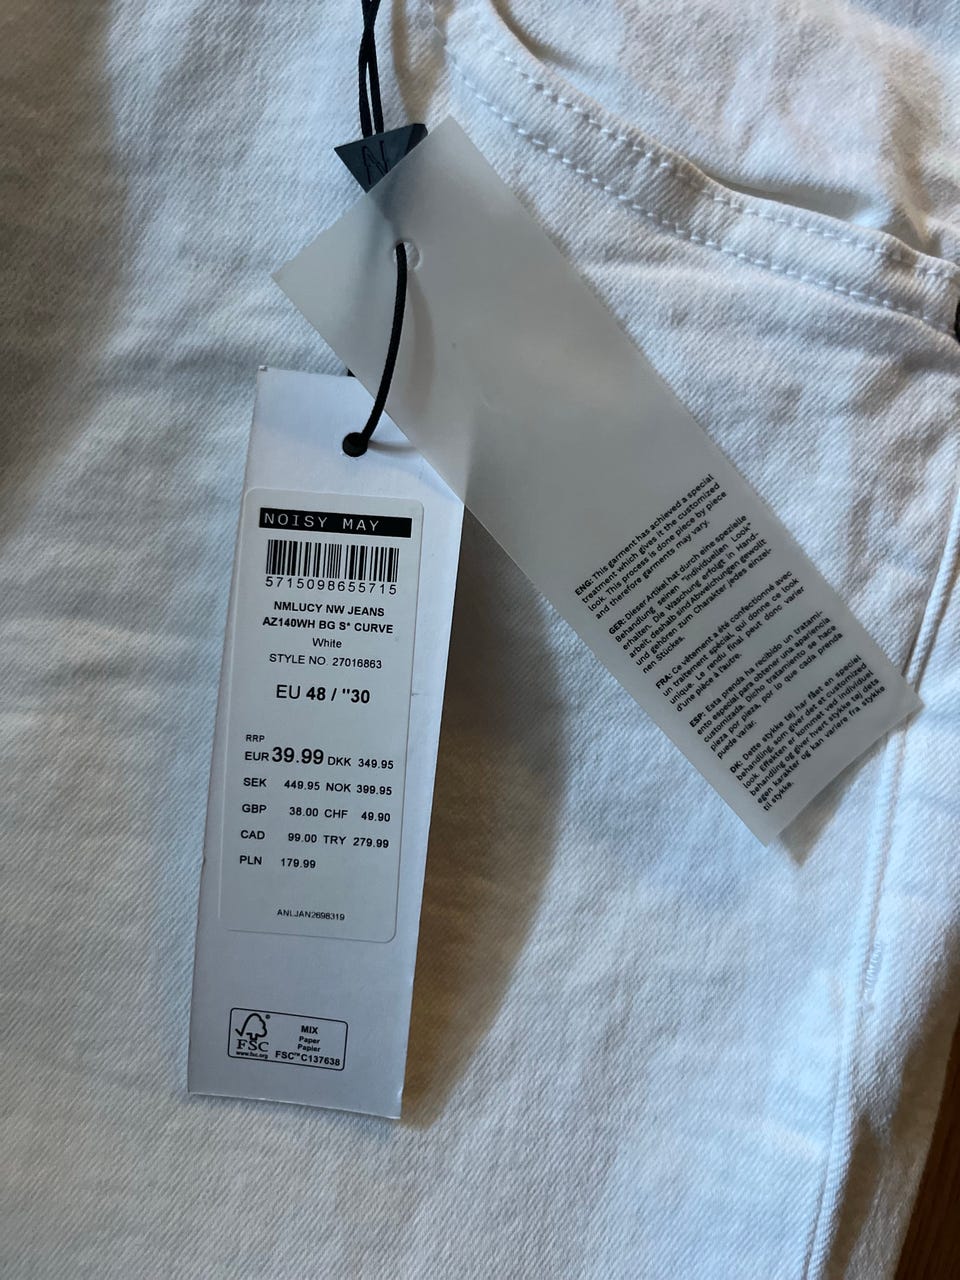 N
NOISY MAY
5715098655715
NMLUCY NW JEANS
AZ140WH BG S* CURVE
White
STYLE NO. 27016863
EU 48 / "30
RRP
EUR 39.99 DKK 349.95
SEK 449.95 NOK 399.95
GBP 38.00 CHF 49.90
CAD 99.00 TRY 279.99
PLN 179.99
ANLJAN2698319
FSC®
www.fsc.org
MIX
Paper
Papier
FSC™ C137638
ENG: This garment has achieved a special
treatment which gives it the customized
look. This process is done piece by piece
and therefore garments may vary.
GER: Dieser Artikel hat durch eine spezielle
Behandlung seinen "individuellen Look"
erhalten. Die Waschung erfolgt in Hand-
arbeit, deshalb sind Abweichungen gewollt
und gehören zum Charakter jedes einzel-
nen Stückes.
FRA: Ce vêtement a été confectionné avec
un traitement spécial, qui donne ce look
unique. Le rendu final peut donc varier
d'une pièce à l'autre.
ESP: Esta prenda ha recibido un tratami-
ento especial para obtener una apariencia
customizada. Dicho tratamiento se hace
pieza por pieza, por lo que cada prenda
puede variar.
DK: Dette stykke tøj har fået en speciel
behandling, som giver det et customized
look. Effekten er kommet ved individuel
behandling og giver hvert stykke tøj dets
egen karakter og kan variere fra stykke
til stykke.